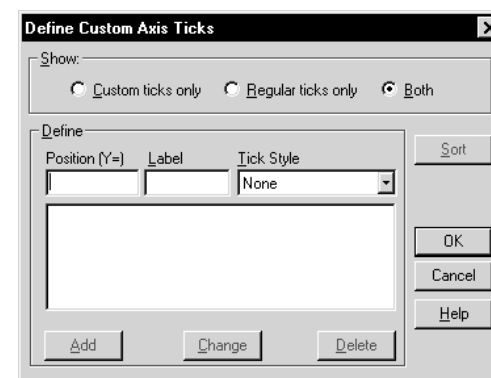 Define Custom Axis Ticks
Show:
Custom ticks only Regular ticks only Both
Define
Position (Y=) Label Tick Style
None
Sort
OK
Cancel
Help
Add Change Delete